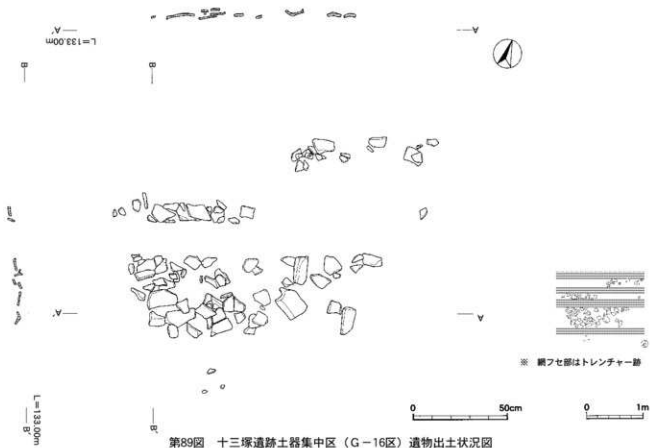 A'
L=133.00m
A
B
B
A'
A
※ 網フセ部はトレンチャー跡
L=133.00m
B'
B'
0 50cm
0 1m
第89図 十三塚遺跡土器集中区（G－16区）遺物出土状況図